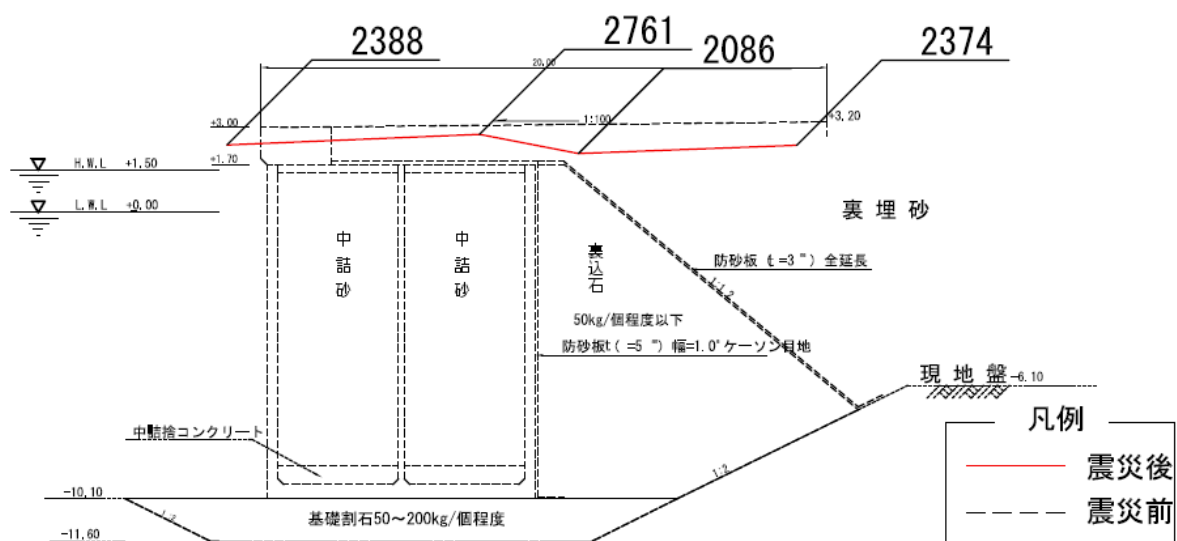 2388
2761
2086
2374
20.00
+3.00
1:100
+3.20
H.W.L +1.50
+1.70
L.W.L +0.00
裏埋砂
中詰砂
中詰砂
裏込石
防砂板 (t=3 ") 全延長
1:1.2
50kg/個程度以下
防砂板t( =5 ") 幅=1.0" ケーソン目地
現地盤 -6.10
中詰捨コンクリート
凡例
震災後
震災前
1:2
-10.10
1:2
基礎割石50～200kg/個程度
-11.60